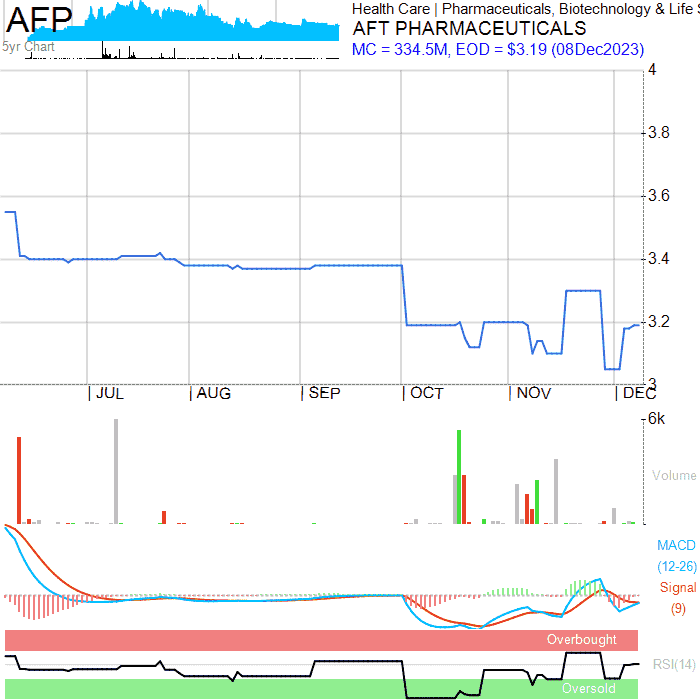 AFP
5yr Chart
Health Care | Pharmaceuticals, Biotechnology & Life S
AFT PHARMACEUTICALS
MC = 334.5M, EOD = $3.19 (08Dec2023)
4
3.8
3.6
3.4
3.2
3
| JUL | AUG | SEP | OCT | NOV | DEC
6k
Volume
MACD
(12-26)
Signal
(9)
Overbought
RSI(14)
Oversold